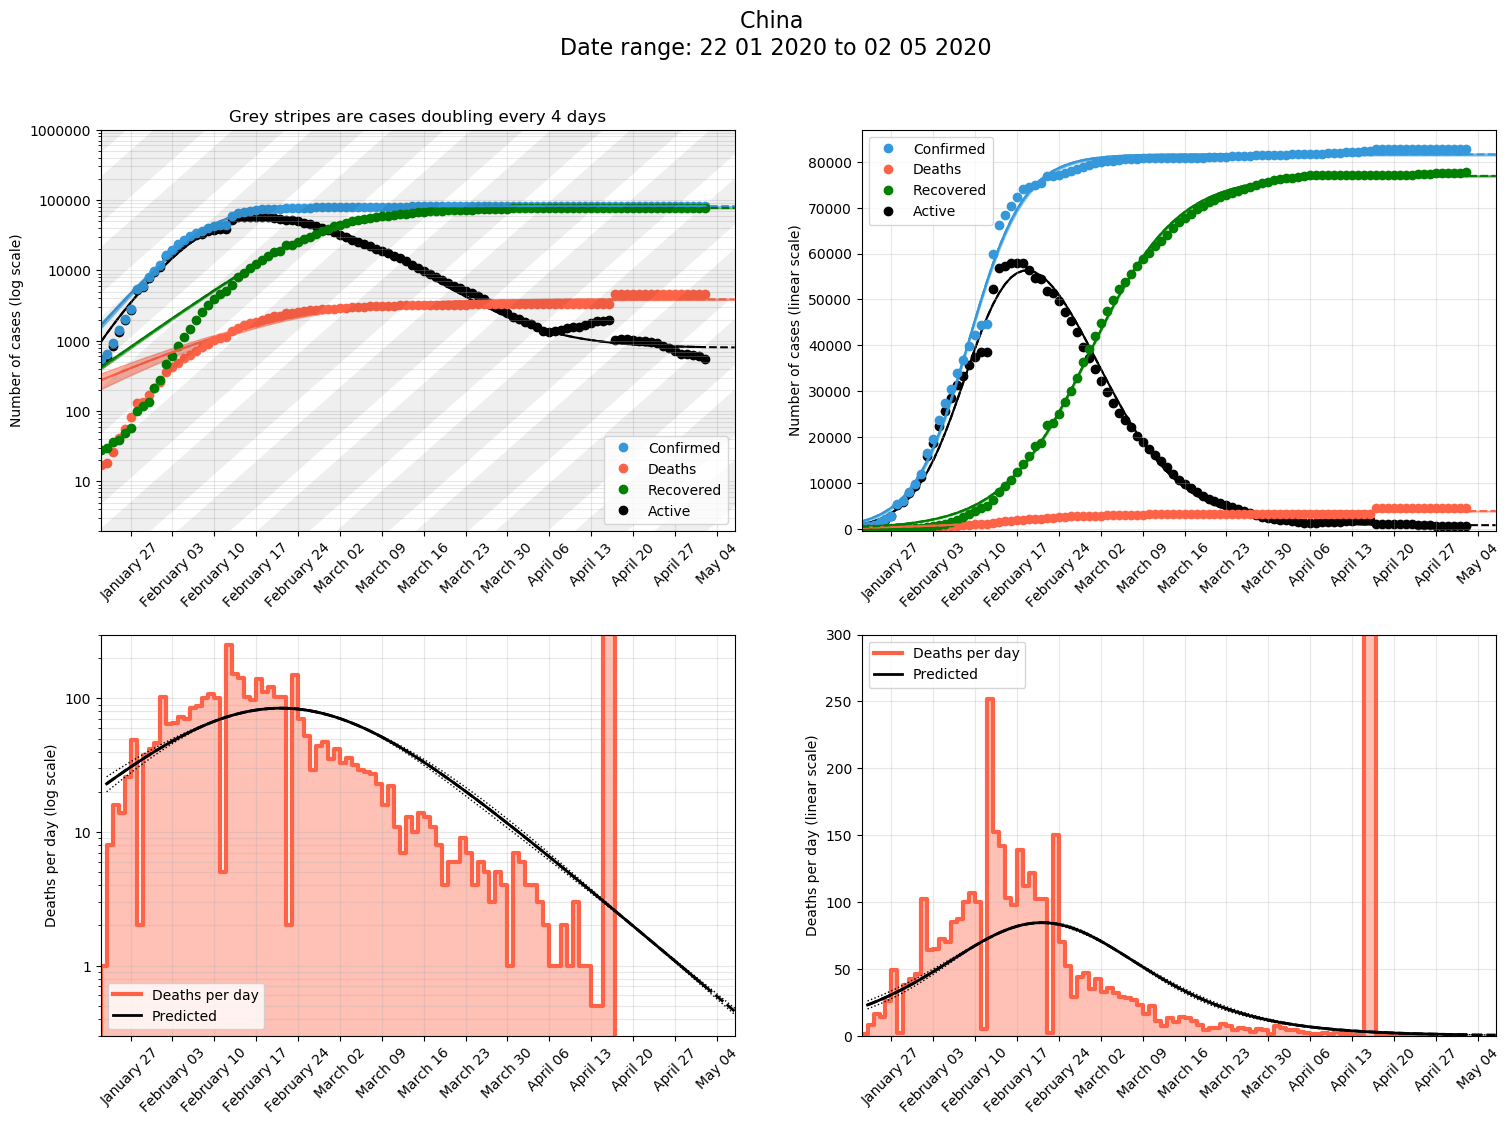 China
Date range: 22 01 2020 to 02 05 2020
Grey stripes are cases doubling every 4 days
Number of cases (log scale)
1000000
100000
10000
1000
100
10
Confirmed
Deaths
Recovered
Active
January 27
February 03
February 10
February 17
February 24
March 02
March 09
March 16
March 23
March 30
April 06
April 13
April 20
April 27
May 04
Number of cases (linear scale)
80000
70000
60000
50000
40000
30000
20000
10000
0
Confirmed
Deaths
Recovered
Active
January 27
February 03
February 10
February 17
February 24
March 02
March 09
March 16
March 23
March 30
April 06
April 13
April 20
April 27
May 04
Deaths per day (log scale)
100
10
1
Deaths per day
Predicted
January 27
February 03
February 10
February 17
February 24
March 02
March 09
March 16
March 23
March 30
April 06
April 13
April 20
April 27
May 04
Deaths per day (linear scale)
300
250
200
150
100
50
0
Deaths per day
Predicted
January 27
February 03
February 10
February 17
February 24
March 02
March 09
March 16
March 23
March 30
April 06
April 13
April 20
April 27
May 04